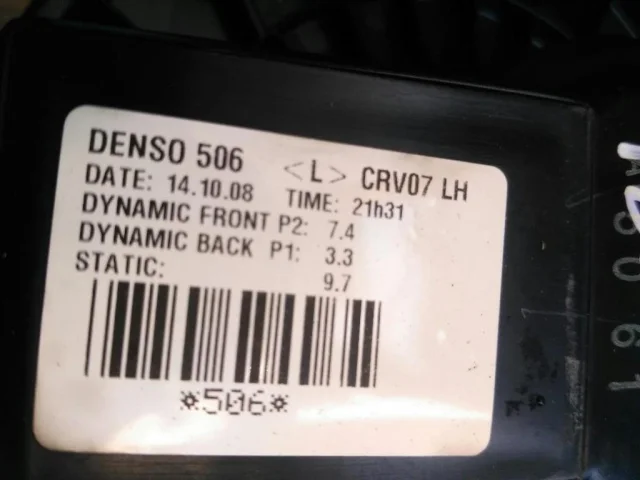 DENSO 506 <L> CRV07 LH
DATE: 14.10.08 TIME: 21h31
DYNAMIC FRONT P2: 7.4
DYNAMIC BACK P1: 3.3
STATIC: 9.7
*506*
5061